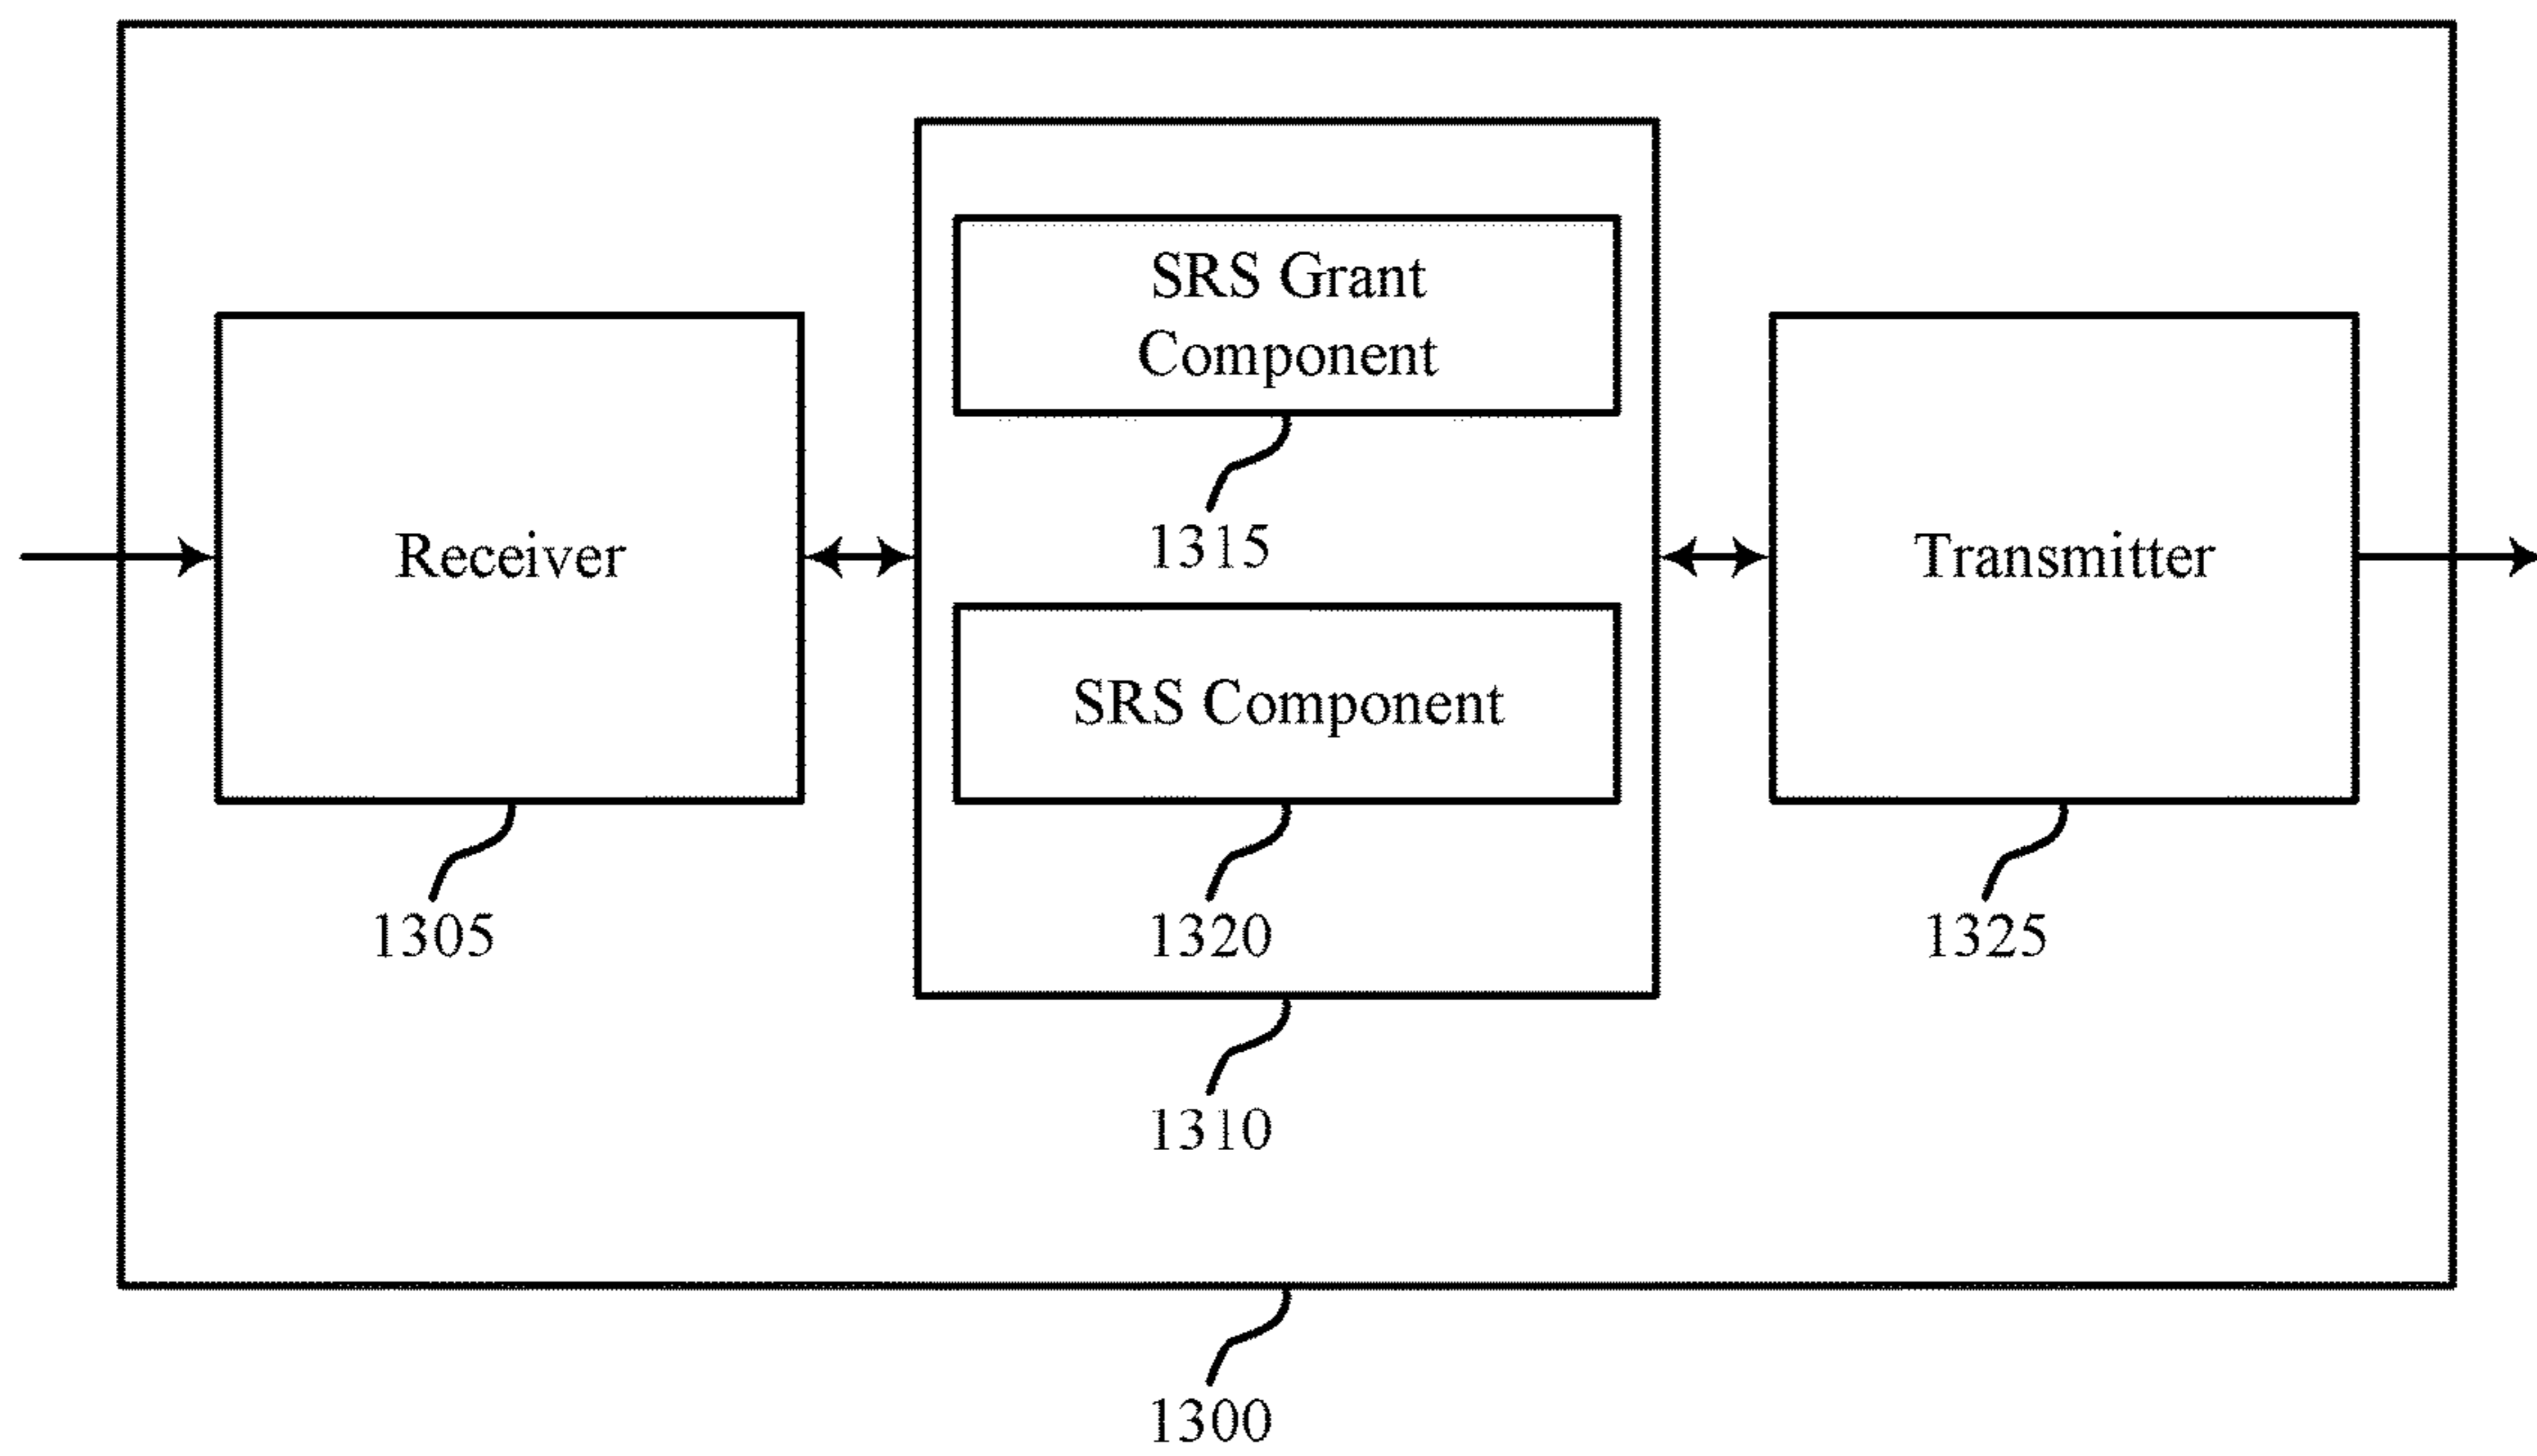 SRS Grant
Component
1315
Receiver
SRS Component
Transmitter
1305
1320
1325
1310
1300